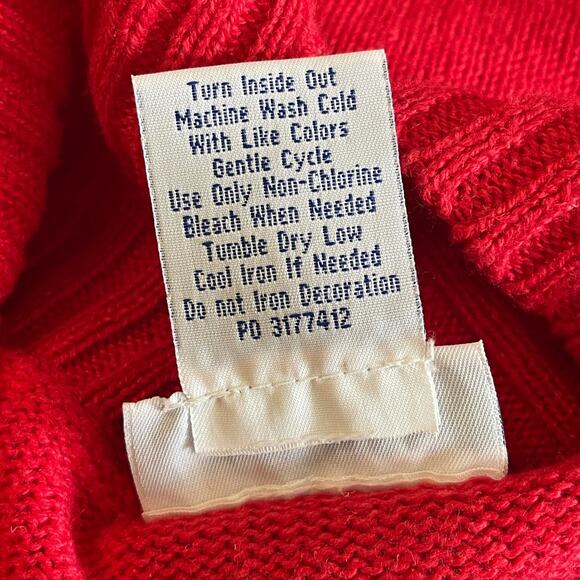 Turn Inside Out
Machine Wash Cold
With Like Colors
Gentle Cycle
Use Only Non-Chlorine
Bleach When Needed
Tumble Dry Low
Cool Iron If Needed
Do not Iron Decoration
PO 3177412